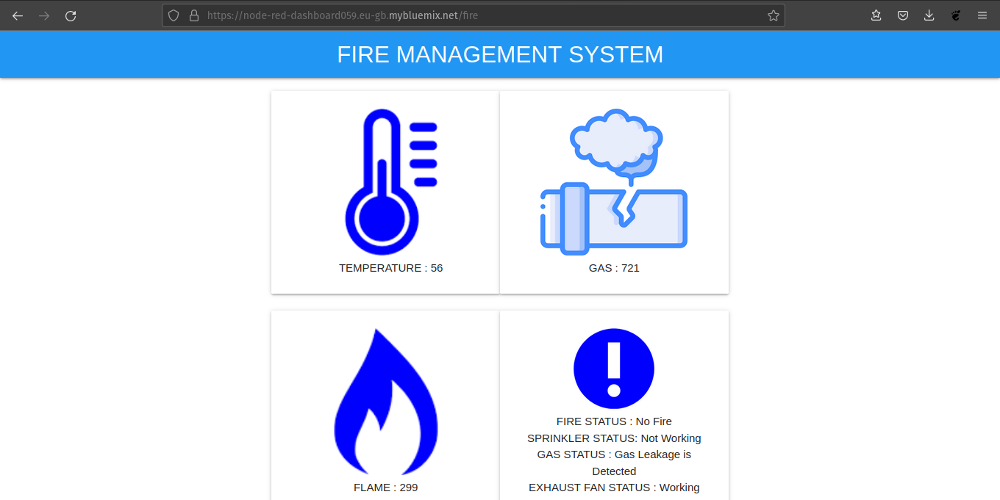 https://node-red-dashboard059.eu-gb.mybluemix.net/fire
FIRE MANAGEMENT SYSTEM
TEMPERATURE : 56
GAS : 721
FLAME : 299
FIRE STATUS : No Fire
SPRINKLER STATUS: Not Working
GAS STATUS : Gas Leakage is
Detected
EXHAUST FAN STATUS : Working